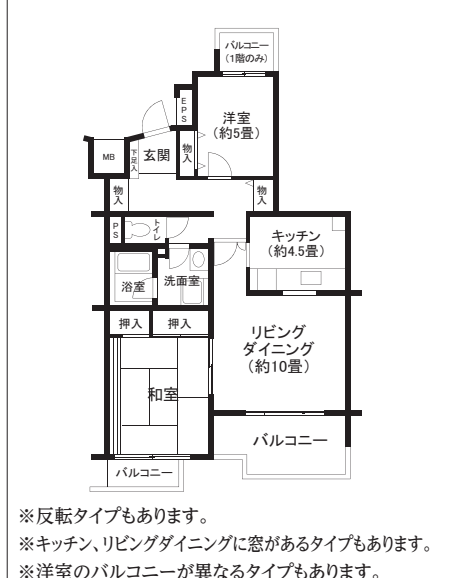 バルコニー
(1階のみ)
EPS
洋室
(約5畳)
MB
下足入
玄関
物入
物入
物入
PS
トイレ
キッチン
(約4.5畳)
浴室
洗面室
押入
押入
リビング
ダイニング
(約10畳)
和室
バルコニー
バルコニー
※反転タイプもあります。
※キッチン、リビングダイニングに窓があるタイプもあります。
※洋室のバルコニーが異なるタイプもあります。